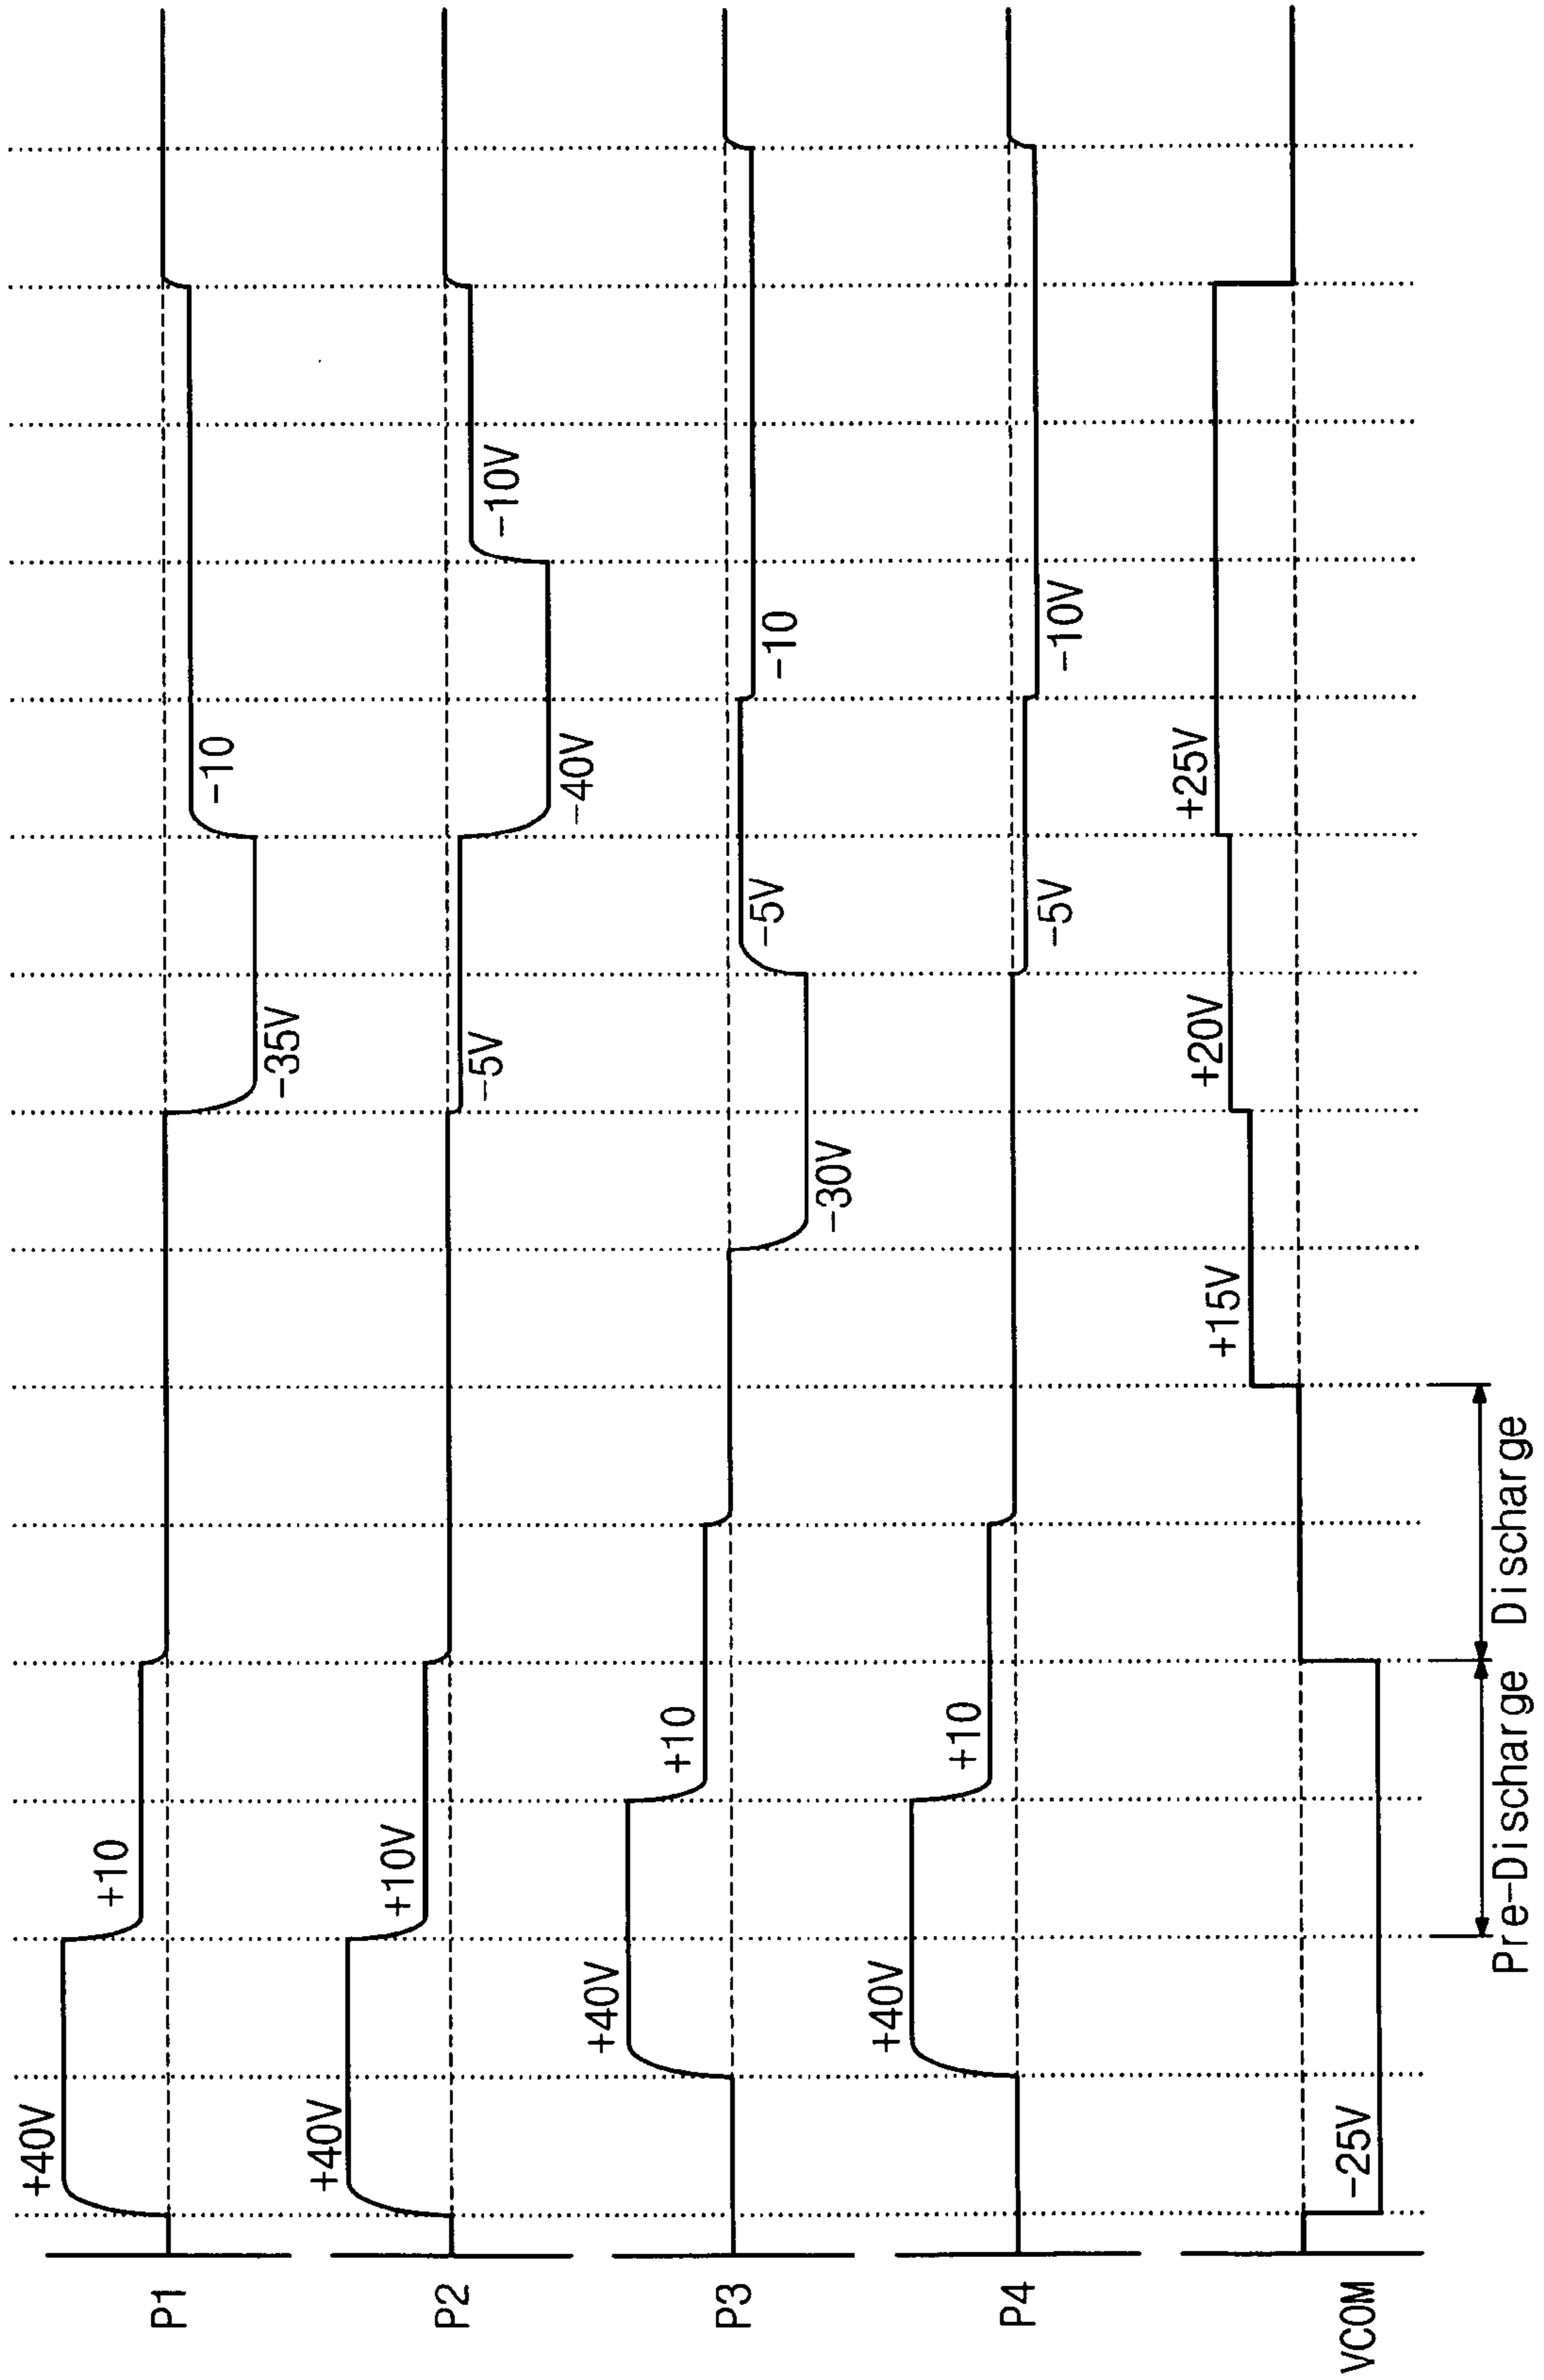 P1
+40V
+10
-35V
-10
P2
+40V
+10V
-5V
-40V
-10V
P3
+40V
+10
-30V
-5V
-10
P4
+40V
+10
-5V
-10V
VCOM
-25V
+15V
+20V
+25V
Pre-Discharge Discharge